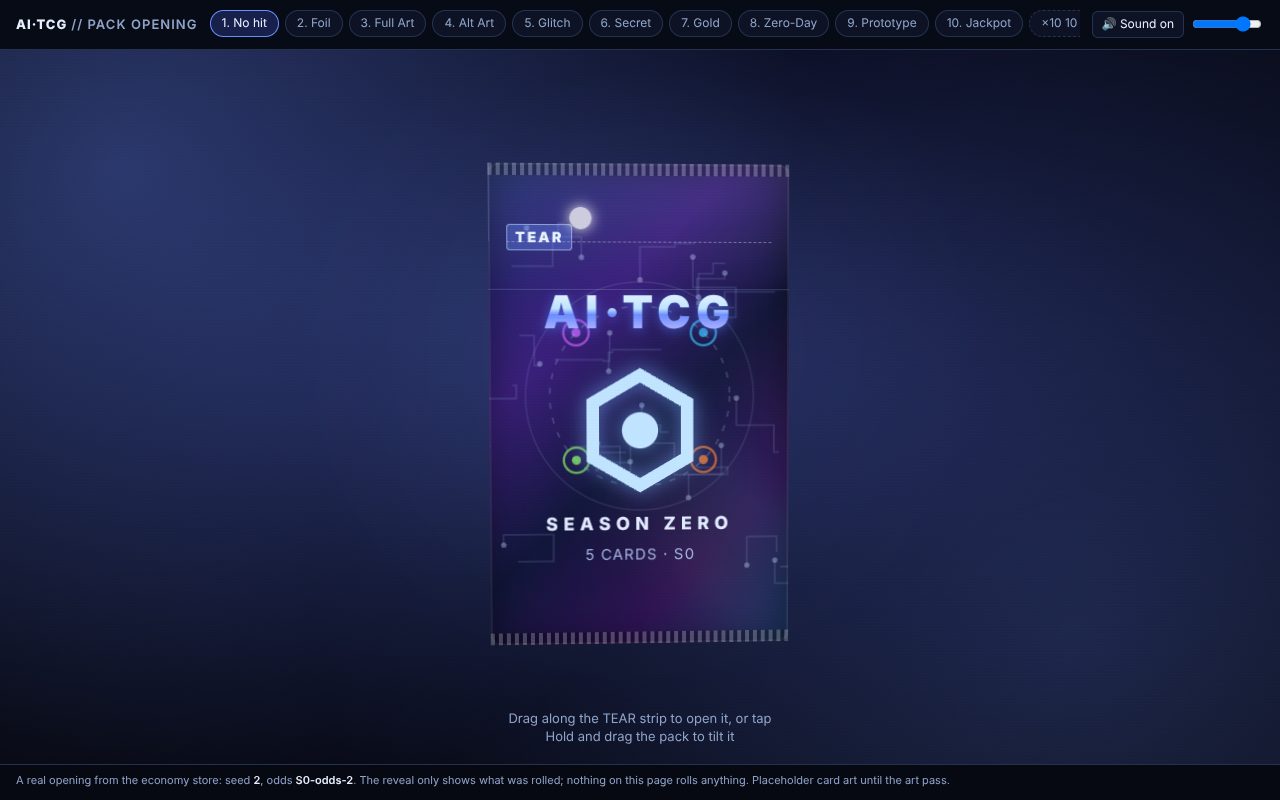 AI·TCG // PACK OPENING
1. No hit
2. Foil
3. Full Art
4. Alt Art
5. Glitch
6. Secret
7. Gold
8. Zero-Day
9. Prototype
10. Jackpot
×10 10
🔊 Sound on
TEAR
AI·TCG
SEASON ZERO
5 CARDS · S0
Drag along the TEAR strip to open it, or tap
Hold and drag the pack to tilt it
A real opening from the economy store: seed 2, odds S0-odds-2. The reveal only shows what was rolled; nothing on this page rolls anything. Placeholder card art until the art pass.